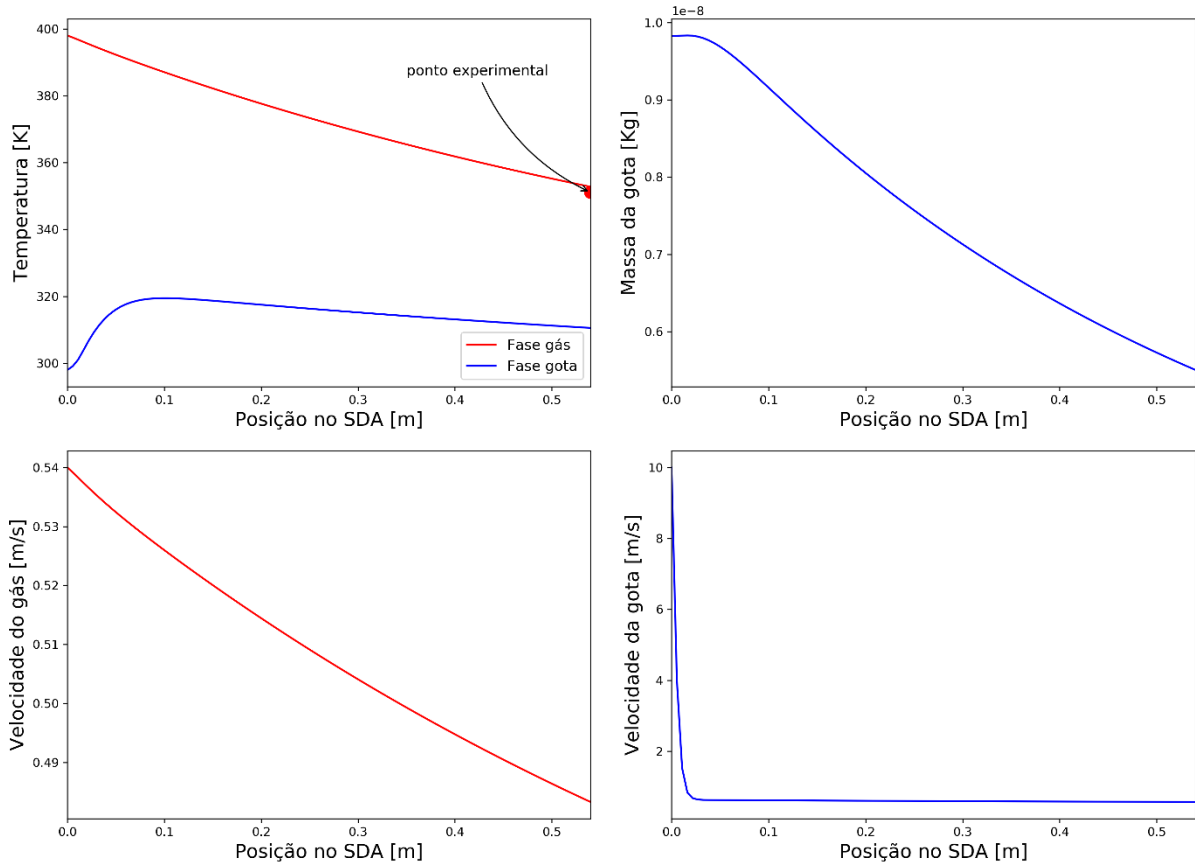 400
380
360
340
320
300
Temperatura [K]
ponto experimental
Fase gás
Fase gota
0.0 0.1 0.2 0.3 0.4 0.5
Posição no SDA [m]
1e−8
1.0
0.9
0.8
0.7
0.6
Massa da gota [Kg]
0.0 0.1 0.2 0.3 0.4 0.5
Posição no SDA [m]
0.54
0.53
0.52
0.51
0.50
0.49
Velocidade do gás [m/s]
0.0 0.1 0.2 0.3 0.4 0.5
Posição no SDA [m]
10
8
6
4
2
Velocidade da gota [m/s]
0.0 0.1 0.2 0.3 0.4 0.5
Posição no SDA [m]